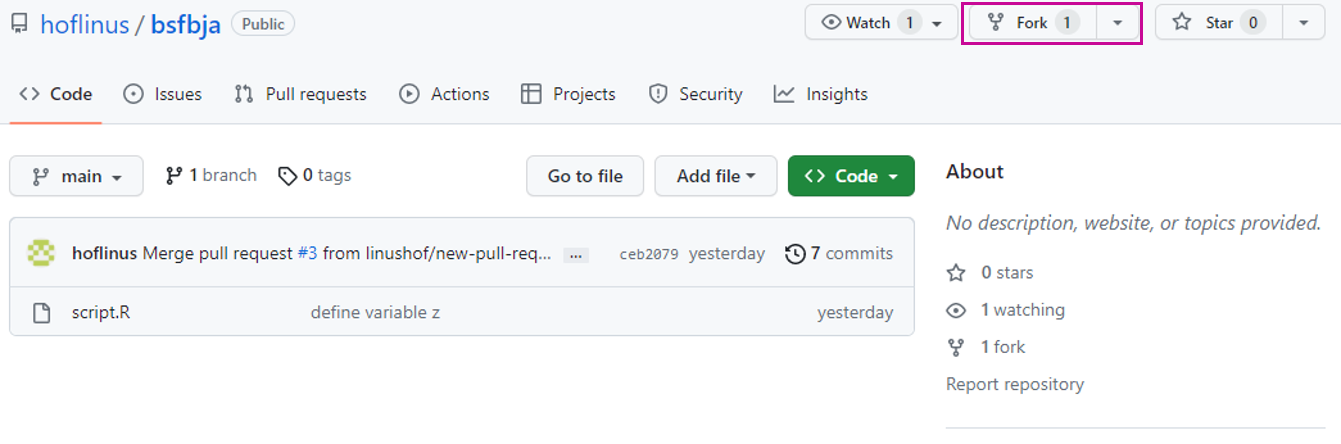 hoflinus / bsfbja Public Watch 1 Fork 1 Star 0
Code Issues Pull requests Actions Projects Security Insights
main 1 branch 0 tags Go to file Add file Code
hoflinus Merge pull request #3 from linushof/new-pull-req... ... ceb2079 yesterday 7 commits
script.R define variable z yesterday
About
No description, website, or topics provided.
0 stars
1 watching
1 fork
Report repository